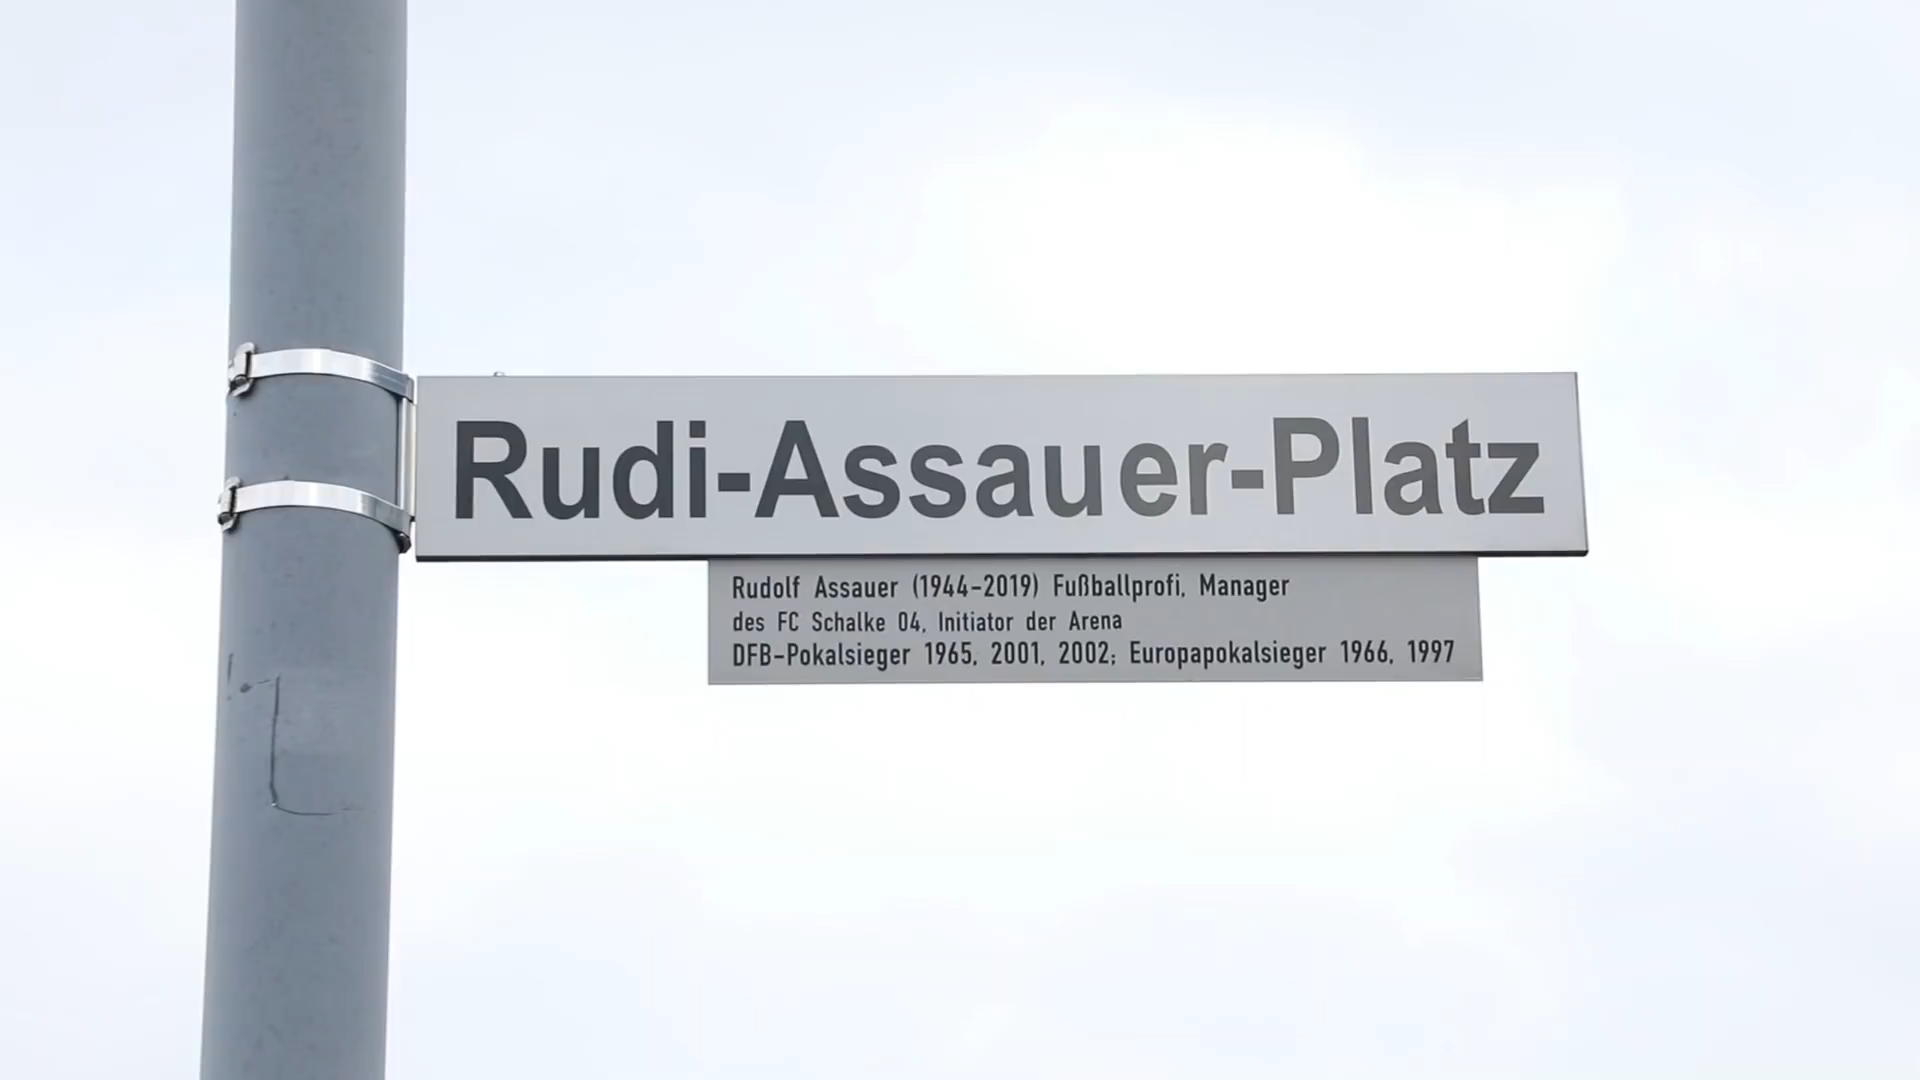 Rudi-Assauer-Platz
Rudolf Assauer (1944-2019) Fußballprofi, Manager
des FC Schalke 04, Initiator der Arena
DFB-Pokalsieger 1965, 2001, 2002; Europapokalsieger 1966, 1997